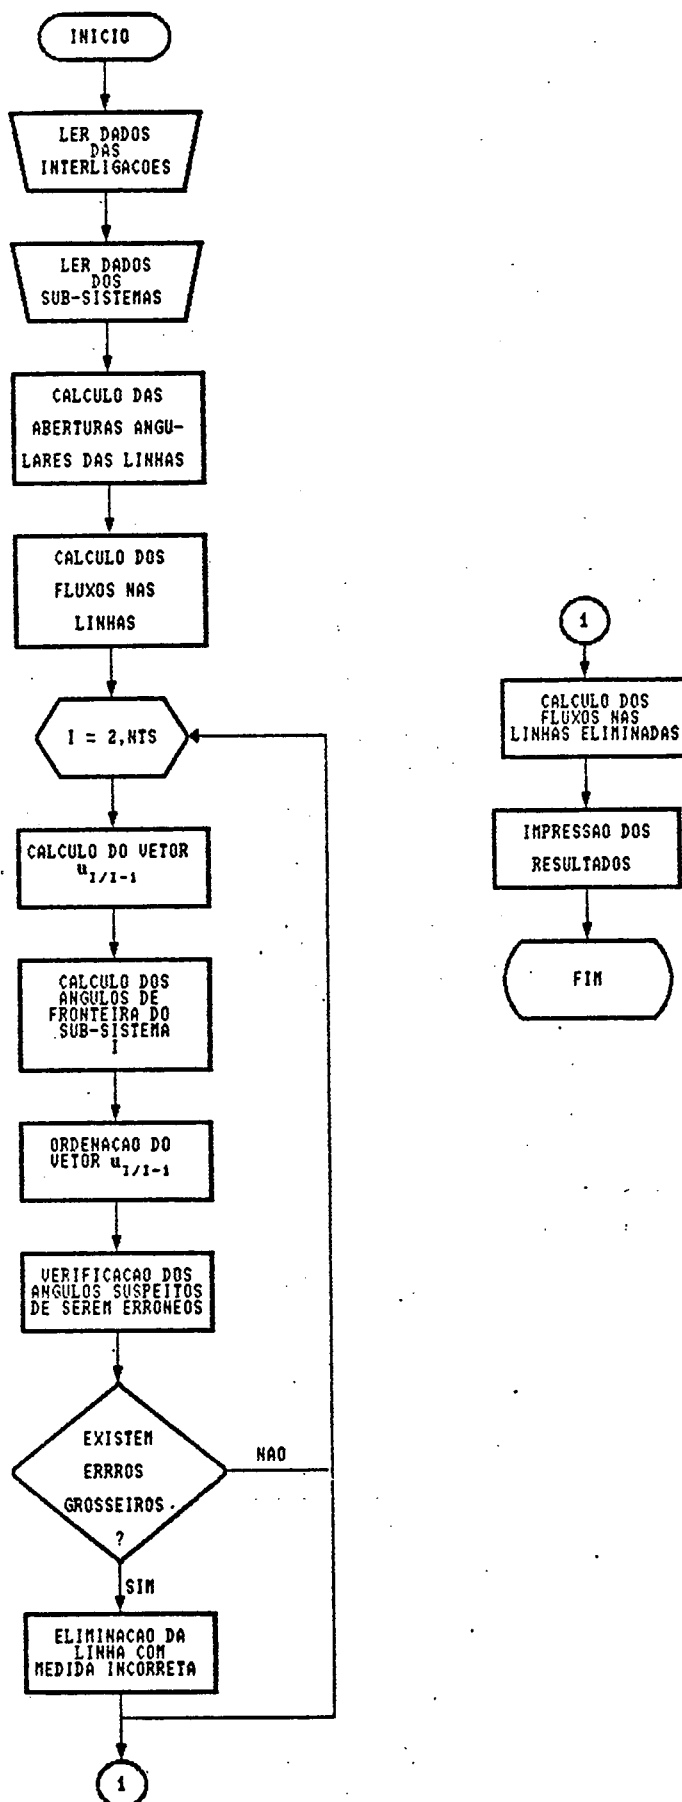 INICIO
LER DADOS
DAS
INTERLIGACOES
LER DADOS
DOS
SUB-SISTEMAS
CALCULO DAS
ABERTURAS ANGU-
LARES DAS LINHAS
CALCULO DOS
FLUXOS NAS
LINHAS
I = 2,NTS
CALCULO DO VETOR
u I/I-1
CALCULO DOS
ANGULOS DE
FRONTEIRA DO
SUB-SISTEMA
I
ORDENACAO DO
VETOR u I/I-1
VERIFICACAO DOS
ANGULOS SUSPEITOS
DE SEREM ERRONEOS
EXISTEM
ERRROS
GROSSEIROS
?
NAO
SIM
ELIMINACAO DA
LINHA COM
MEDIDA INCORRETA
1
1
CALCULO DOS
FLUXOS NAS
LINHAS ELIMINADAS
IMPRESSAO DOS
RESULTADOS
FIM